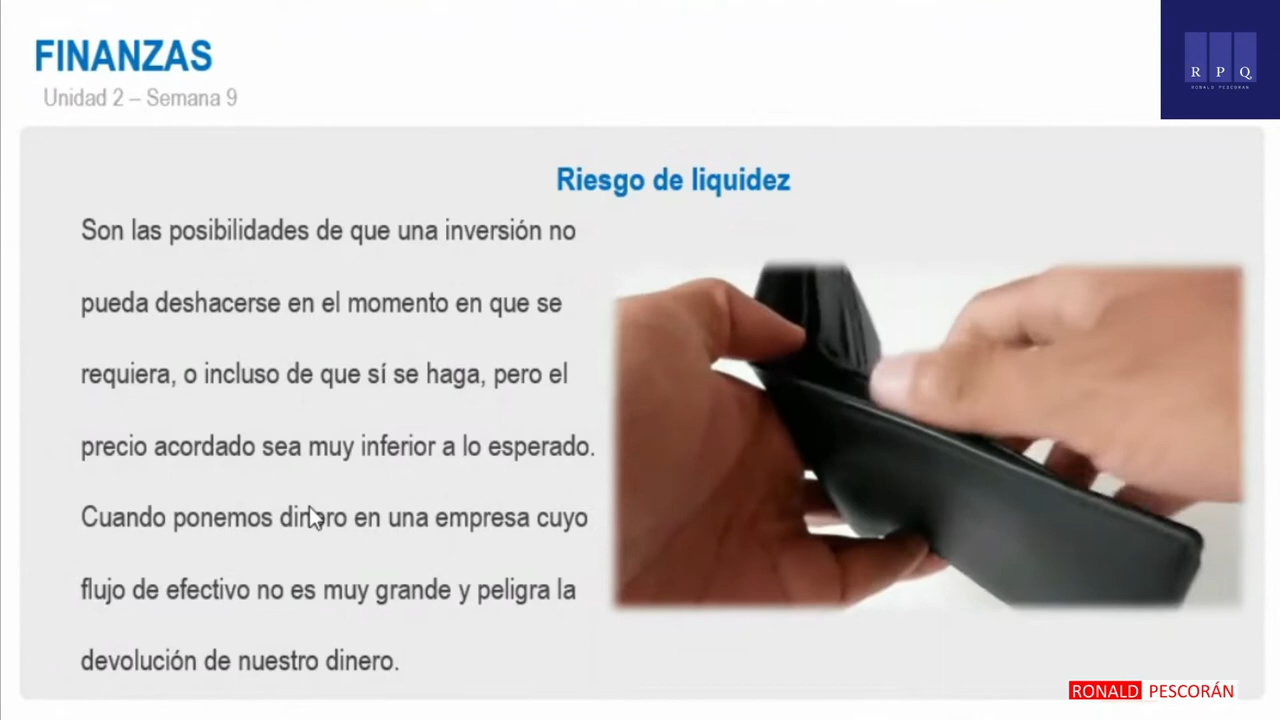 FINANZAS
Unidad 2 – Semana 9
R P Q
RONALD PESCORAN
Riesgo de liquidez
Son las posibilidades de que una inversión no
pueda deshacerse en el momento en que se
requiera, o incluso de que sí se haga, pero el
precio acordado sea muy inferior a lo esperado.
Cuando ponemos dinero en una empresa cuyo
flujo de efectivo no es muy grande y peligra la
devolución de nuestro dinero.
RONALD PESCORÁN